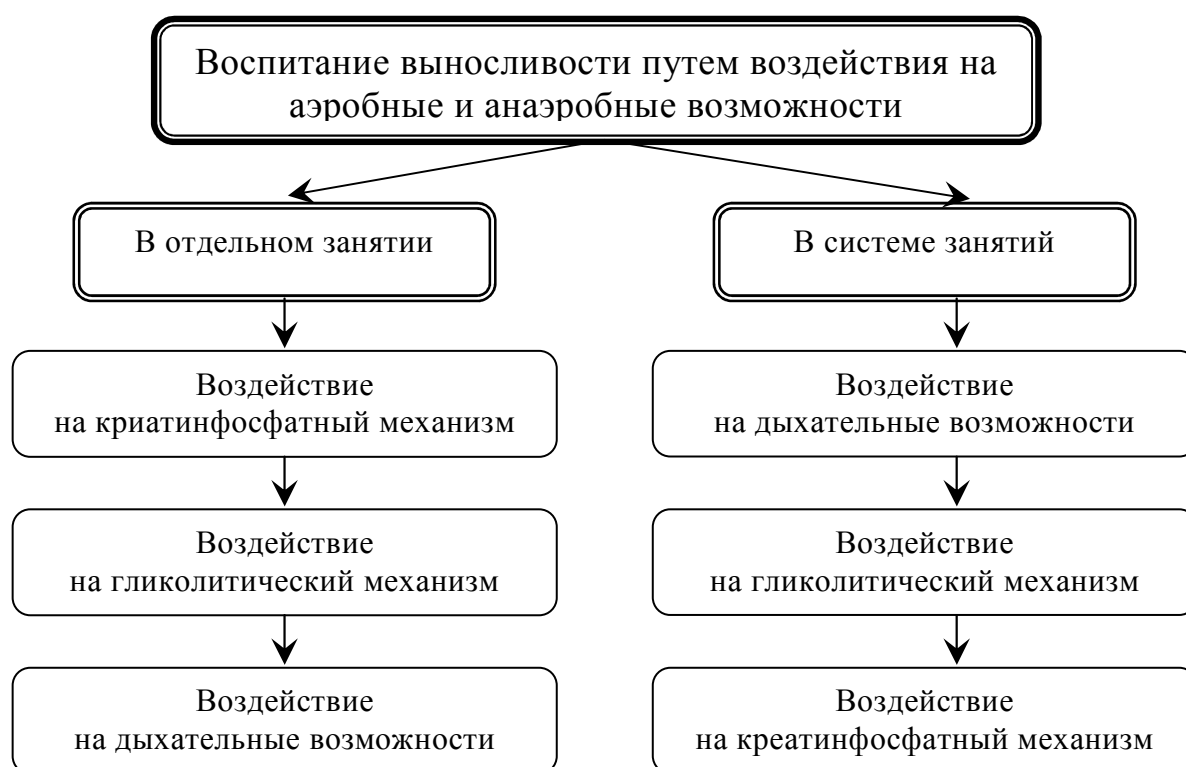 Воспитание выносливости путем воздействия на
аэробные и анаэробные возможности
В отдельном занятии
В системе занятий
Воздействие
на криатинфосфатный механизм
Воздействие
на дыхательные возможности
Воздействие
на гликолитический механизм
Воздействие
на гликолитический механизм
Воздействие
на дыхательные возможности
Воздействие
на креатинфосфатный механизм